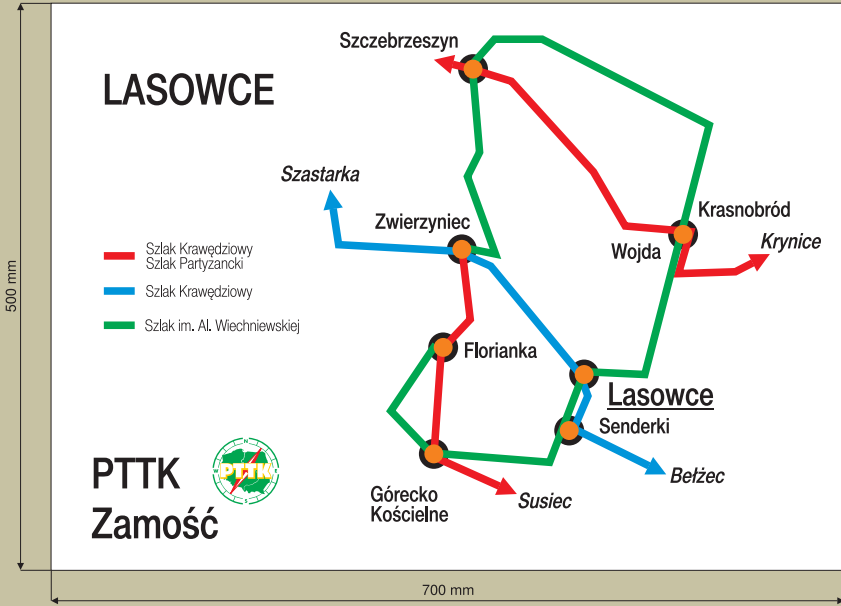 LASOWCE
Szczebrzeszyn
Szastarka
Zwierzyniec
Krasnobród
Wojda
Krynice
Szlak Krawędziowy
Szlak Partyzancki
Szlak Krawędziowy
Szlak im. Al. Wiechniewskiej
Florianka
Lasowce
Senderki
Bełżec
Górecko
Kościelne
Susiec
PTTK
Zamość
PTTK
500 mm
700 mm